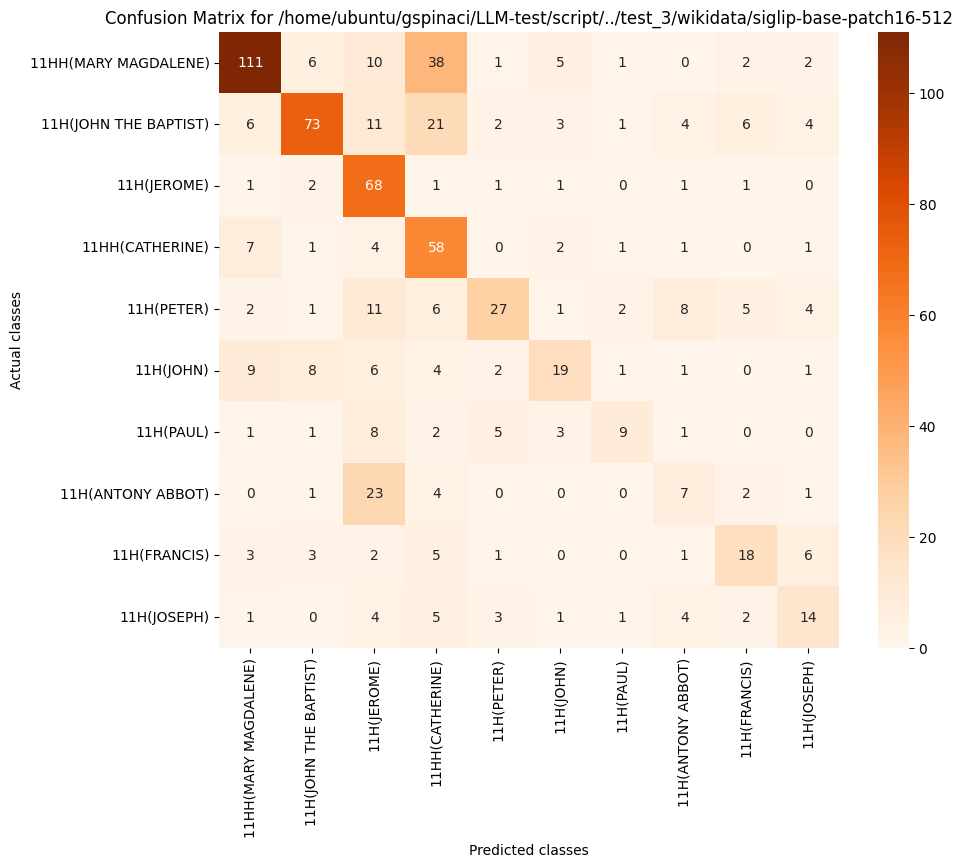 Confusion Matrix for /home/ubuntu/gspinaci/LLM-test/script/../test_3/wikidata/siglip-base-patch16-512
11HH(MARY MAGDALENE) 111 6 10 38 1 5 1 0 2 2
11H(JOHN THE BAPTIST) 6 73 11 21 2 3 1 4 6 4
11H(JEROME) 1 2 68 1 1 1 0 1 1 0
11HH(CATHERINE) 7 1 4 58 0 2 1 1 0 1
11H(PETER) 2 1 11 6 27 1 2 8 5 4
11H(JOHN) 9 8 6 4 2 19 1 1 0 1
11H(PAUL) 1 1 8 2 5 3 9 1 0 0
11H(ANTONY ABBOT) 0 1 23 4 0 0 0 7 2 1
11H(FRANCIS) 3 3 2 5 1 0 0 1 18 6
11H(JOSEPH) 1 0 4 5 3 1 1 4 2 14
Actual classes
11HH(MARY MAGDALENE)
11H(JOHN THE BAPTIST)
11H(JEROME)
11HH(CATHERINE)
11H(PETER)
11H(JOHN)
11H(PAUL)
11H(ANTONY ABBOT)
11H(FRANCIS)
11H(JOSEPH)
Predicted classes
100
80
60
40
20
0